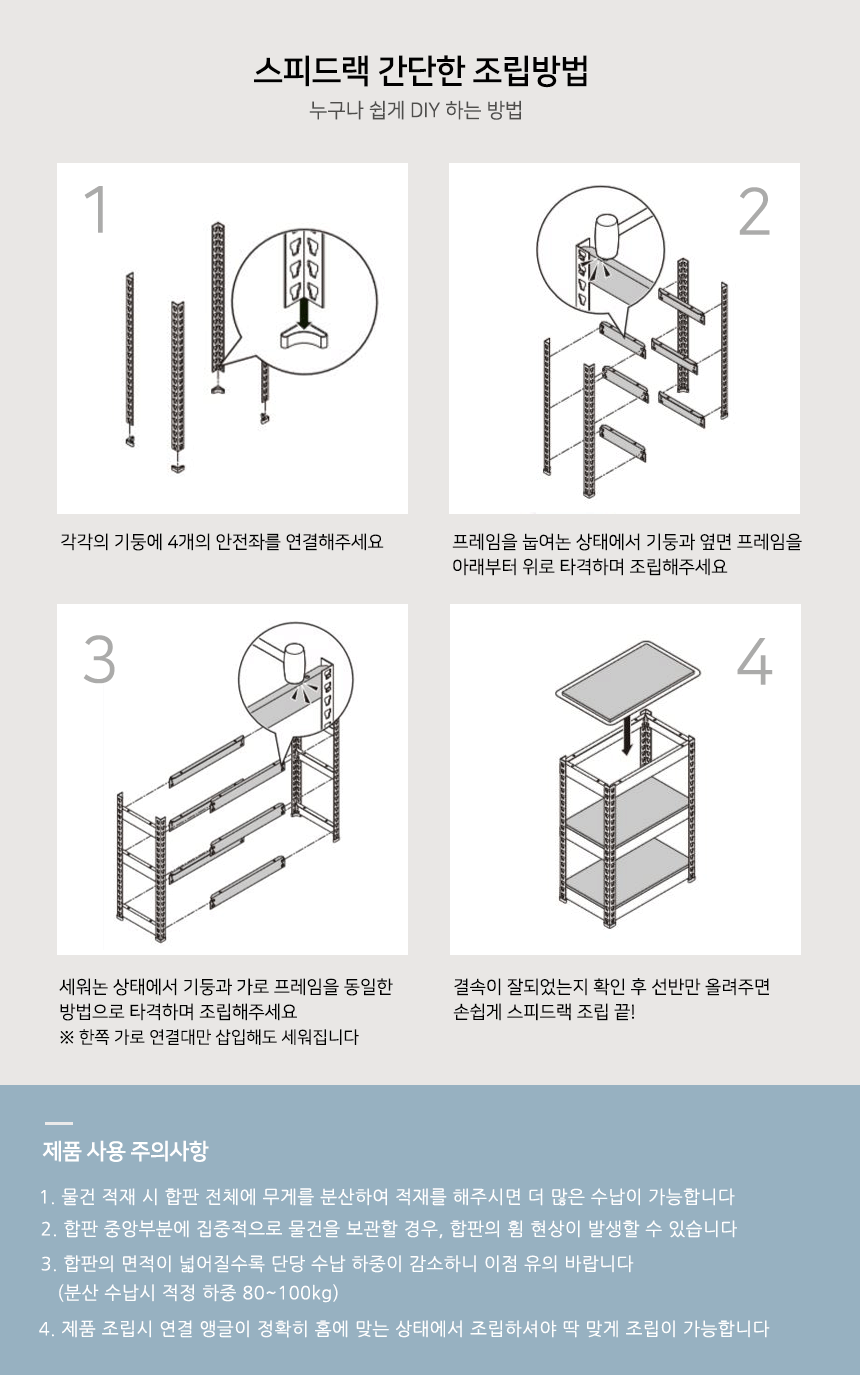 스피드랙 간단한 조립방법
누구나 쉽게 DIY 하는 방법
1
2
각각의 기둥에 4개의 안전좌를 연결해주세요
프레임을 눕여논 상태에서 기둥과 옆면 프레임을
아래부터 위로 타격하며 조립해주세요
3
4
세워논 상태에서 기둥과 가로 프레임을 동일한
방법으로 타격하며 조립해주세요
※ 한쪽 가로 연결대만 삽입해도 세워집니다
결속이 잘되었는지 확인 후 선반만 올려주면
손쉽게 스피드랙 조립 끝!
제품 사용 주의사항
1. 물건 적재 시 합판 전체에 무게를 분산하여 적재를 해주시면 더 많은 수납이 가능합니다
2. 합판 중앙부분에 집중적으로 물건을 보관할 경우, 합판의 휨 현상이 발생할 수 있습니다
3. 합판의 면적이 넓어질수록 단당 수납 하중이 감소하니 이점 유의 바랍니다
(분산 수납시 적정 하중 80~100kg)
4. 제품 조립시 연결 앵글이 정확히 홈에 맞는 상태에서 조립하셔야 딱 맞게 조립이 가능합니다